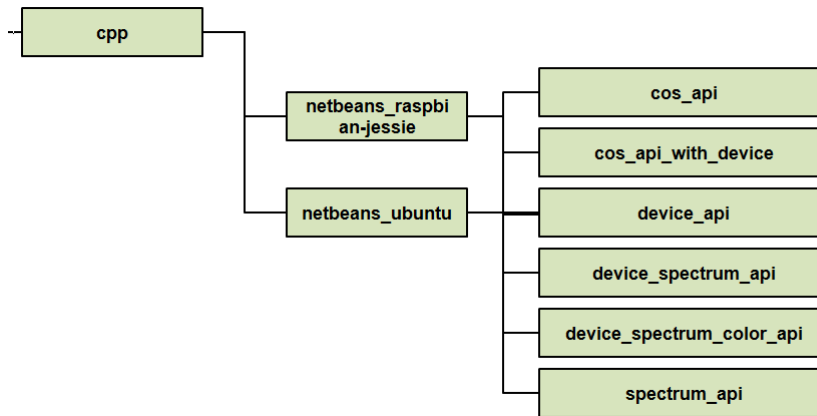 cpp
netbeans_raspbi
an-jessie
netbeans_ubuntu
cos_api
cos_api_with_device
device_api
device_spectrum_api
device_spectrum_color_api
spectrum_api